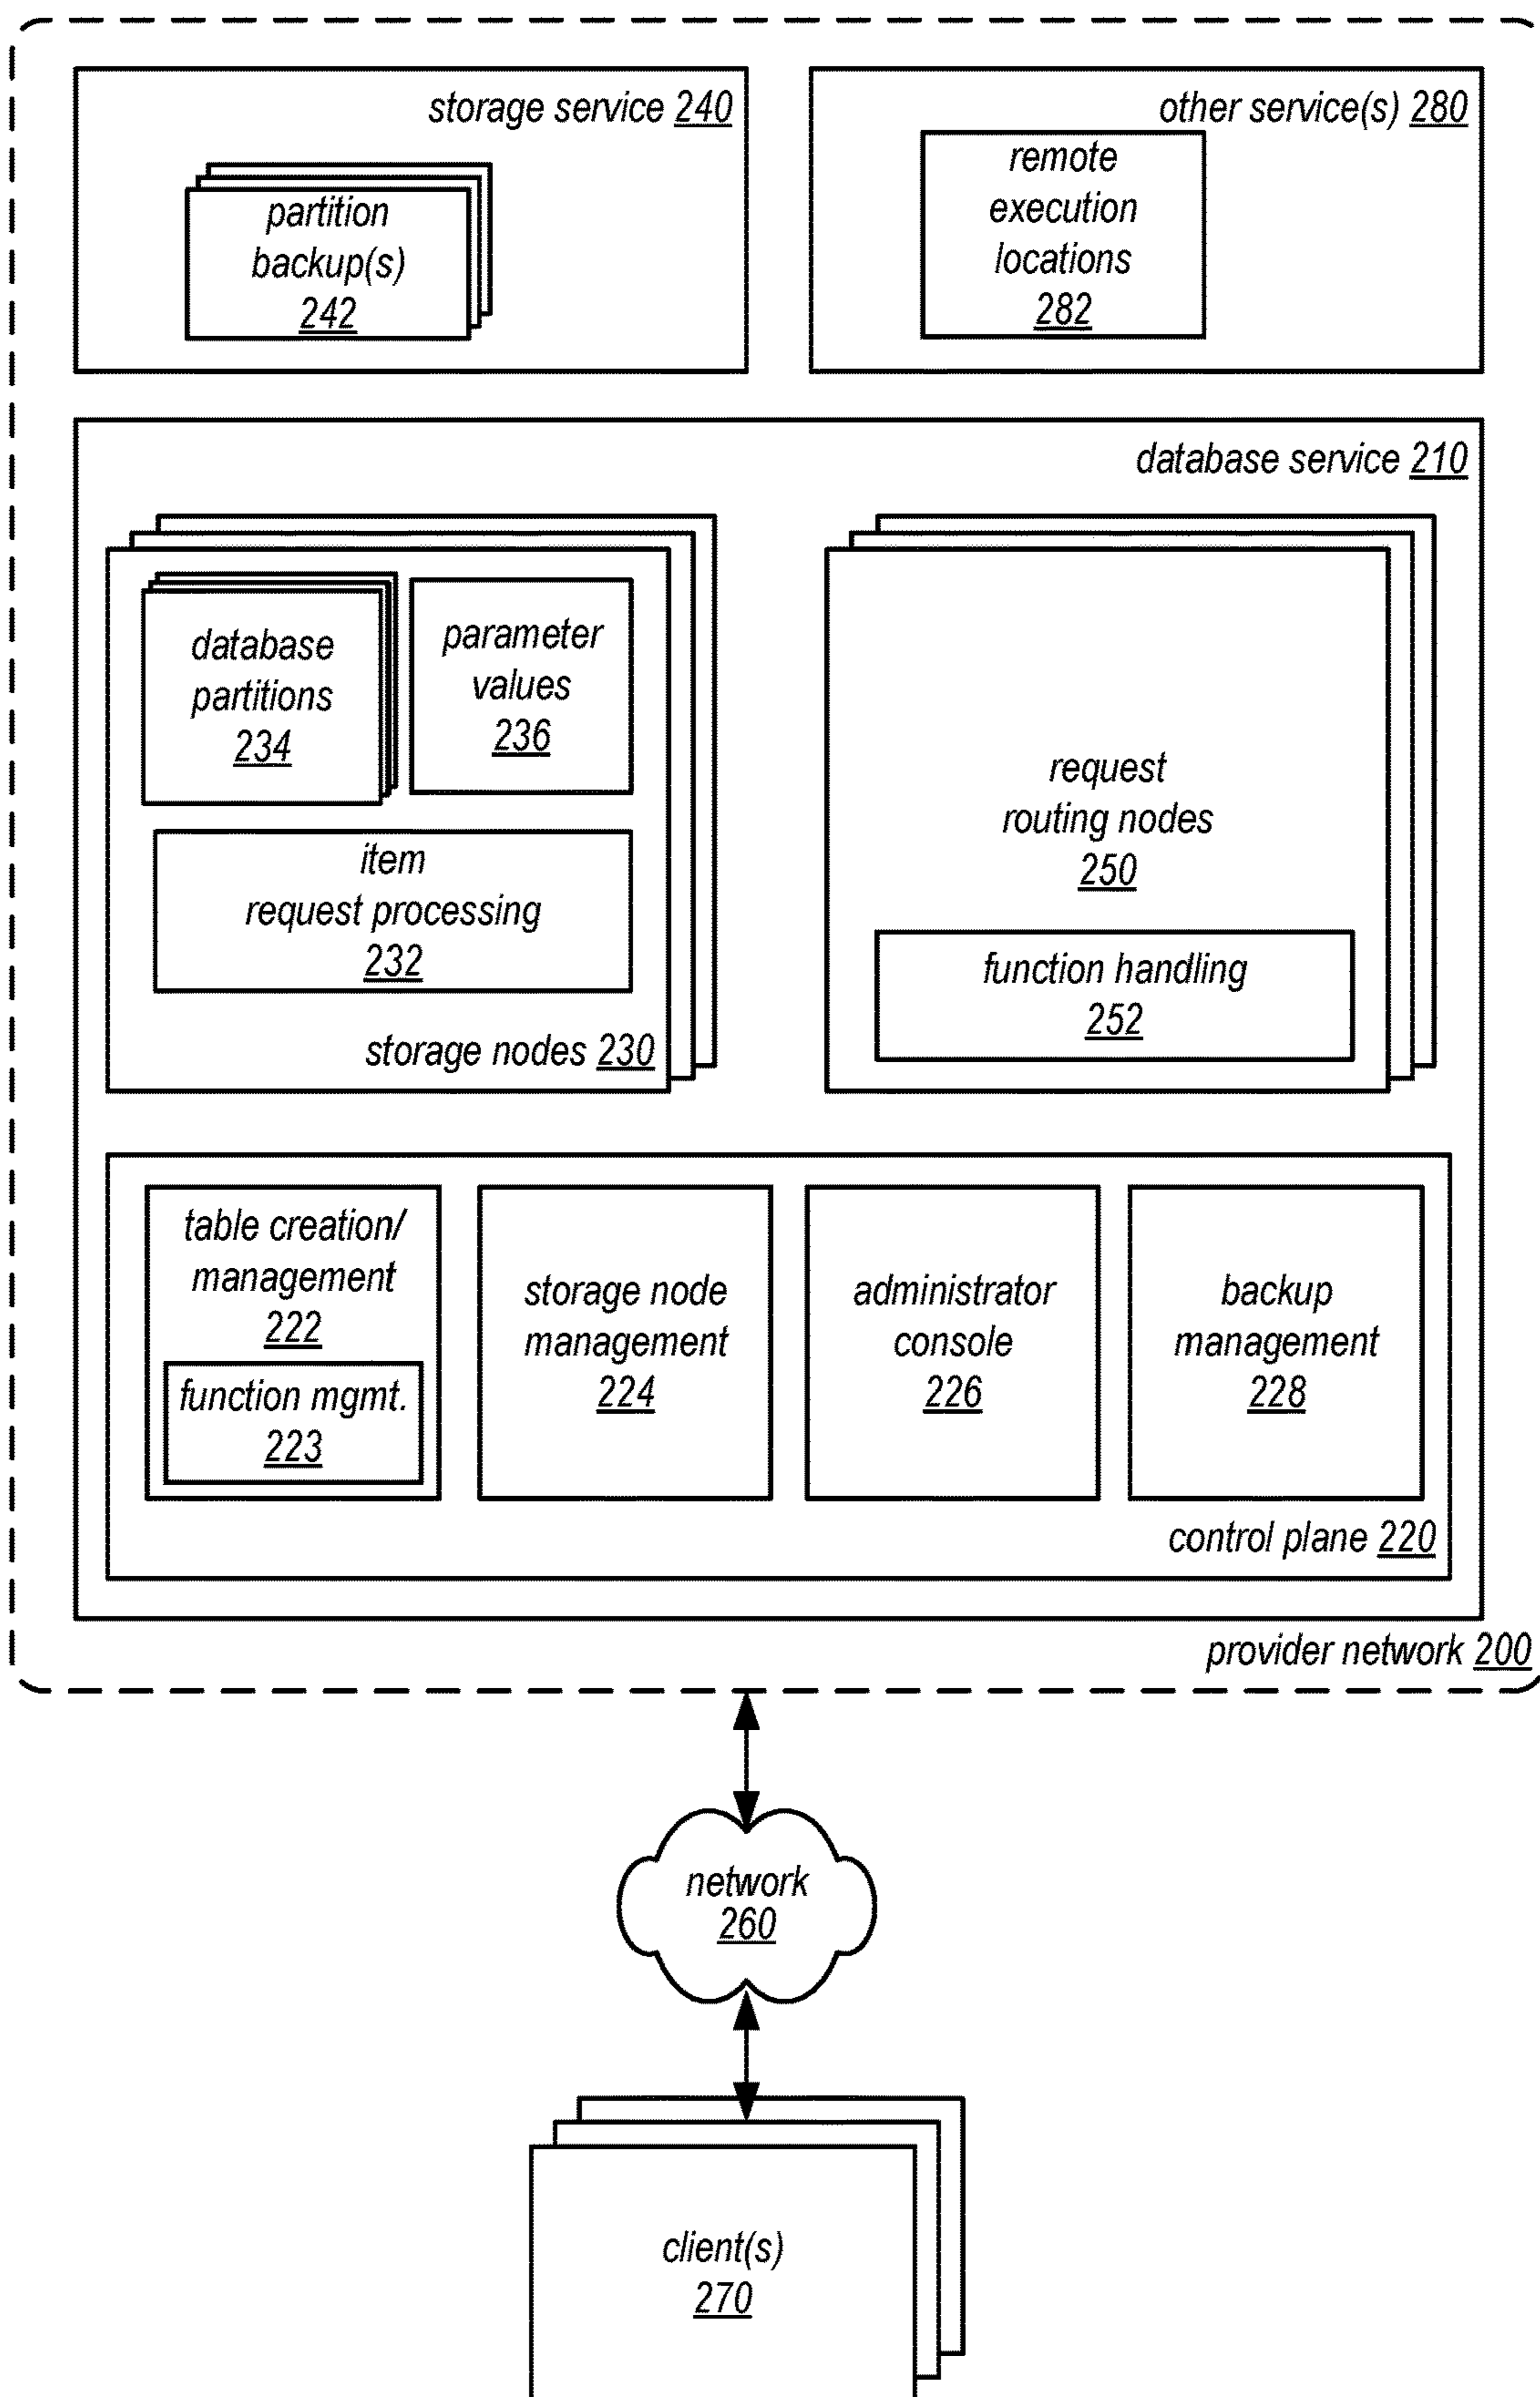 storage service 240
partition
backup(s)
242
other service(s) 280
remote
execution
locations
282
database service 210
database
partitions
234
parameter
values
236
item
request processing
232
storage nodes 230
request
routing nodes
250
function handling
252
table creation/
management
222
function mgmt.
223
storage node
management
224
administrator
console
226
backup
management
228
control plane 220
provider network 200
network
260
client(s)
270